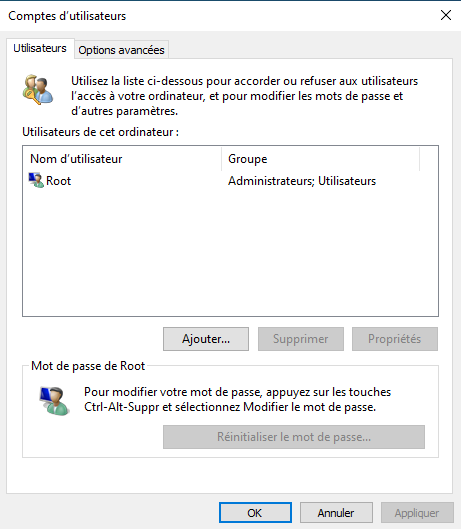 Comptes d’utilisateurs
Utilisateurs
Options avancées
Utilisez la liste ci-dessous pour accorder ou refuser aux utilisateurs
l’accès à votre ordinateur, et pour modifier les mots de passe et
d’autres paramètres.
Utilisateurs de cet ordinateur :
Nom d’utilisateur Groupe
Root Administrateurs; Utilisateurs
Ajouter... Supprimer Propriétés
Mot de passe de Root
Pour modifier votre mot de passe, appuyez sur les touches
Ctrl-Alt-Suppr et sélectionnez Modifier le mot de passe.
Réinitialiser le mot de passe...
OK Annuler Appliquer